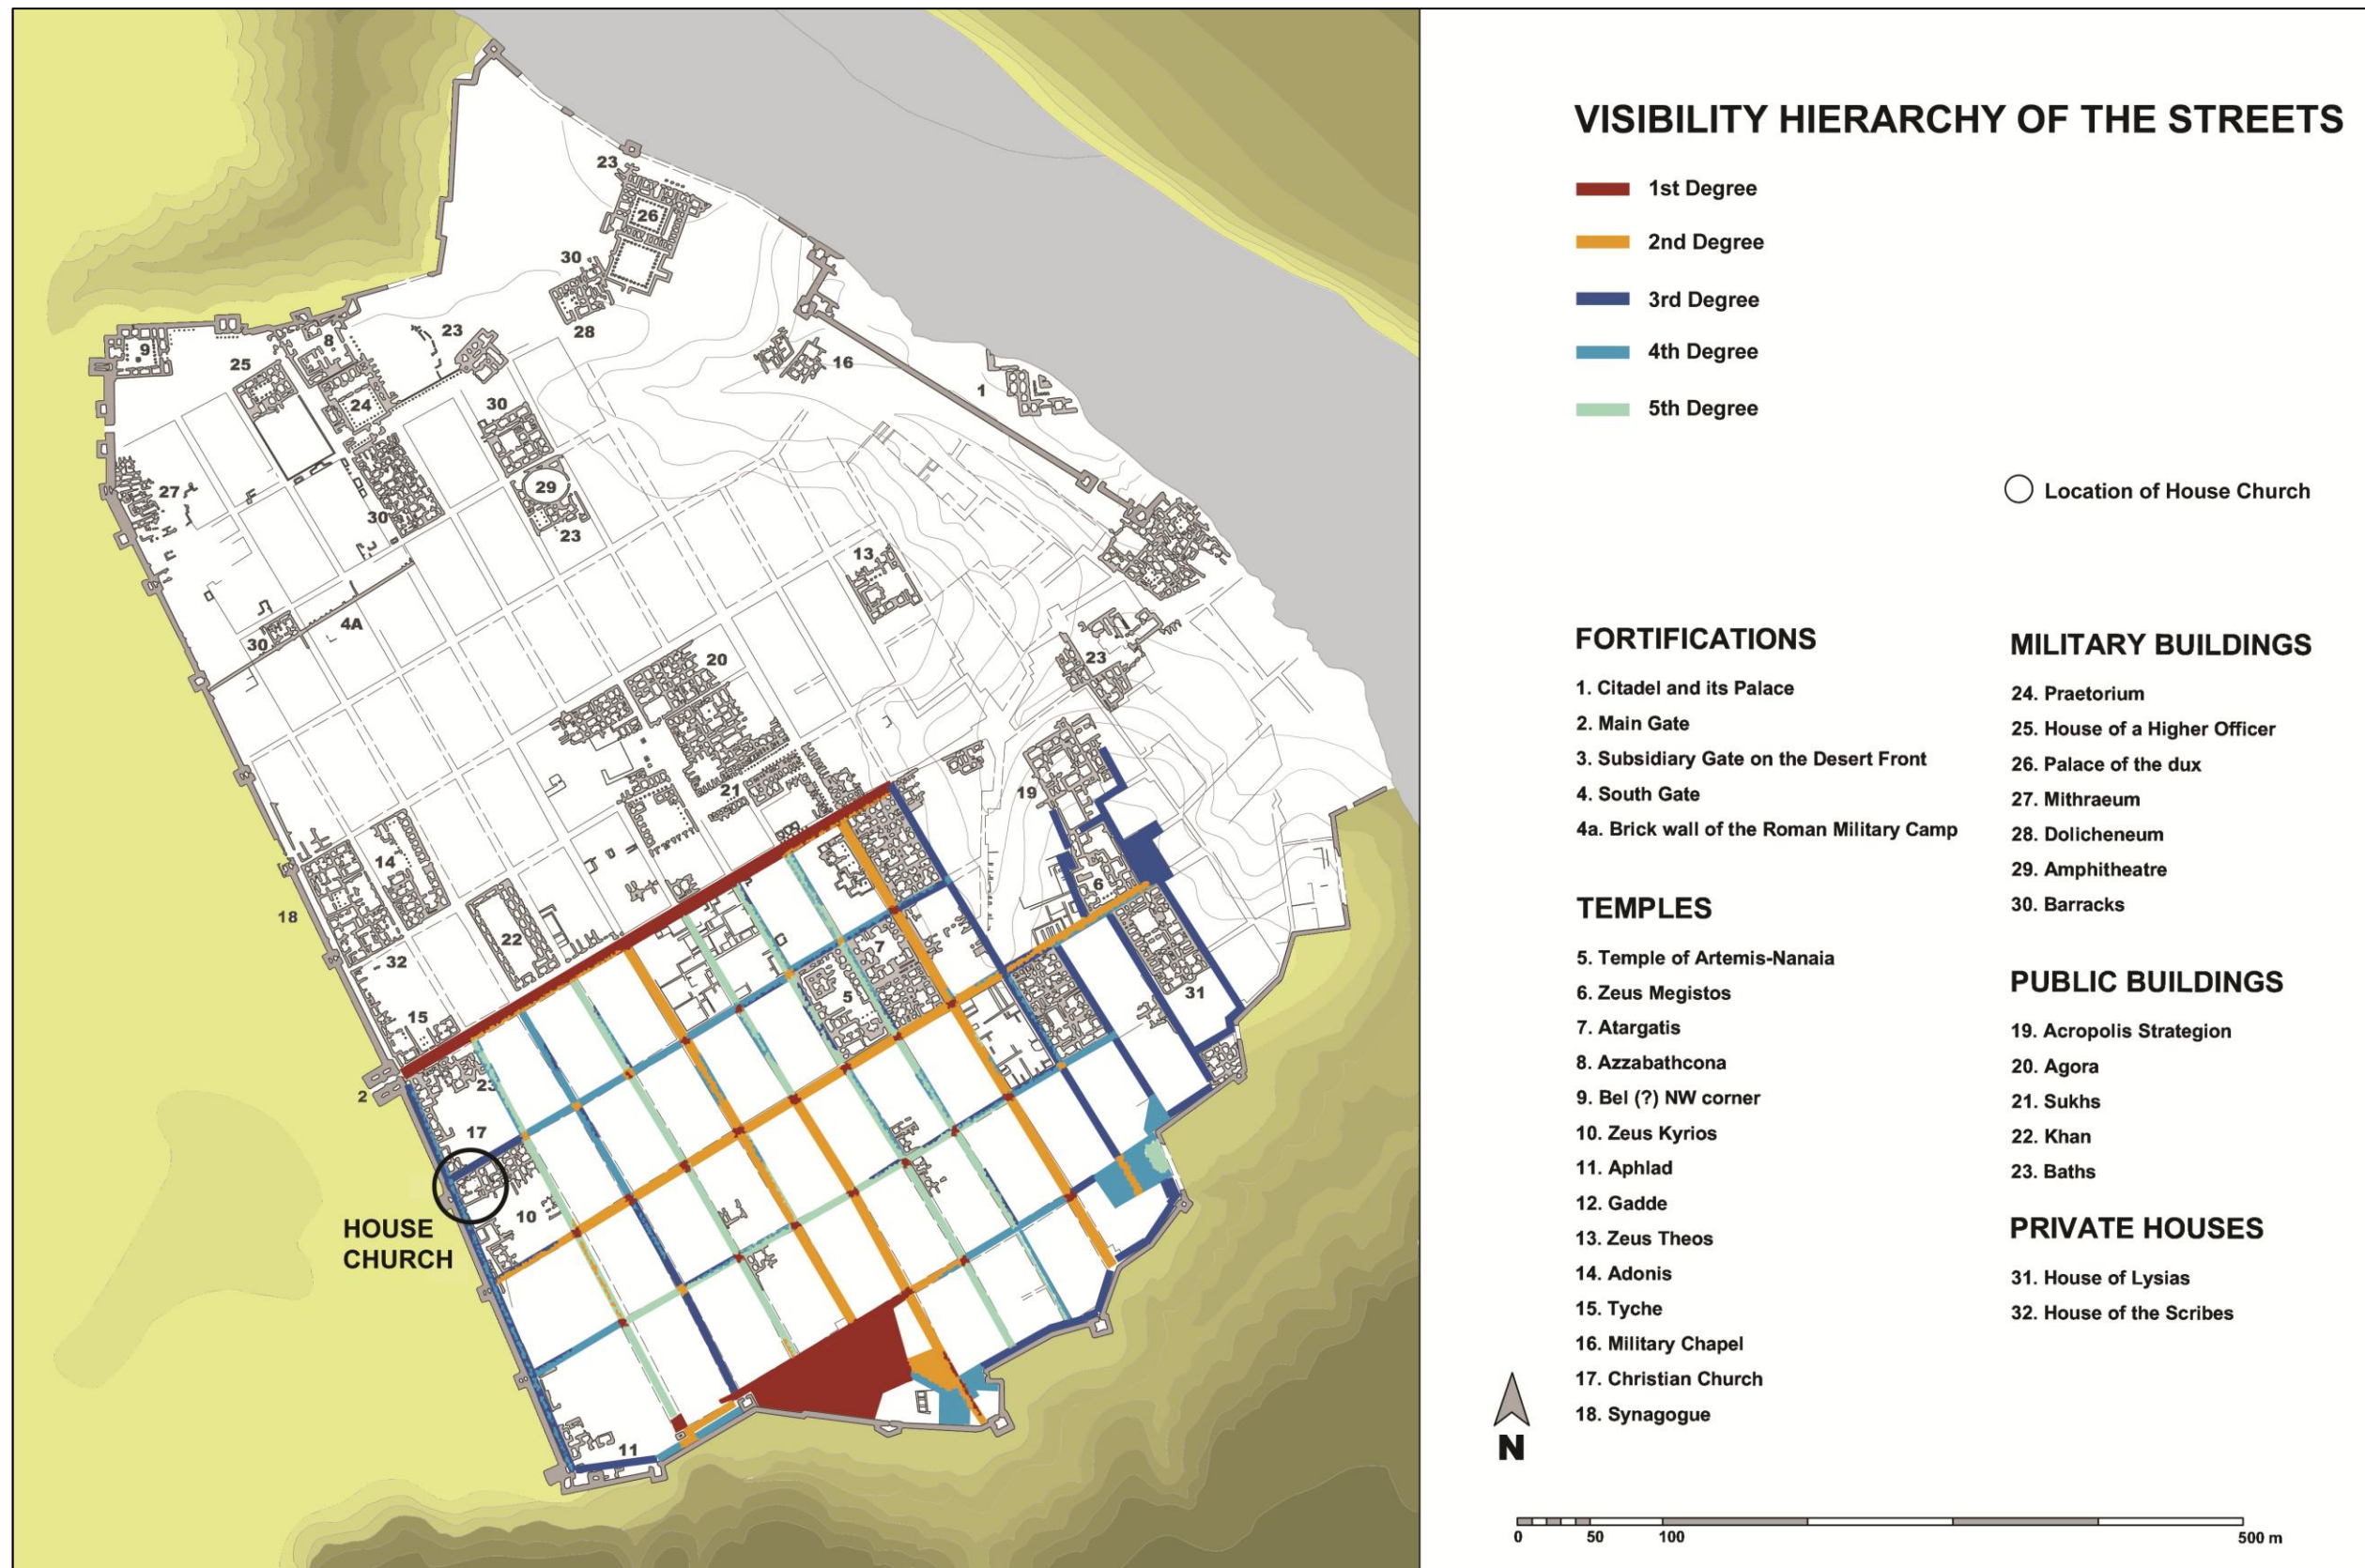 23
26
30
28
9
8
25
23
24
16
1
30
29
27
30
23
13
30
4A
23
20
21
19
14
18
6
22
7
32
5
31
15
23
2
17
10
HOUSE
CHURCH
11
VISIBILITY HIERARCHY OF THE STREETS
1st Degree
2nd Degree
3rd Degree
4th Degree
5th Degree
Location of House Church
FORTIFICATIONS
1. Citadel and its Palace
2. Main Gate
3. Subsidiary Gate on the Desert Front
4. South Gate
4a. Brick wall of the Roman Military Camp
TEMPLES
5. Temple of Artemis-Nanaia
6. Zeus Megistos
7. Atargatis
8. Azzabathcona
9. Bel (?) NW corner
10. Zeus Kyrios
11. Aphlad
12. Gadde
13. Zeus Theos
14. Adonis
15. Tyche
16. Military Chapel
17. Christian Church
18. Synagogue
MILITARY BUILDINGS
24. Praetorium
25. House of a Higher Officer
26. Palace of the dux
27. Mithraeum
28. Dolicheneum
29. Amphitheatre
30. Barracks
PUBLIC BUILDINGS
19. Acropolis Strategion
20. Agora
21. Sukhs
22. Khan
23. Baths
PRIVATE HOUSES
31. House of Lysias
32. House of the Scribes
N
0 50 100 500 m